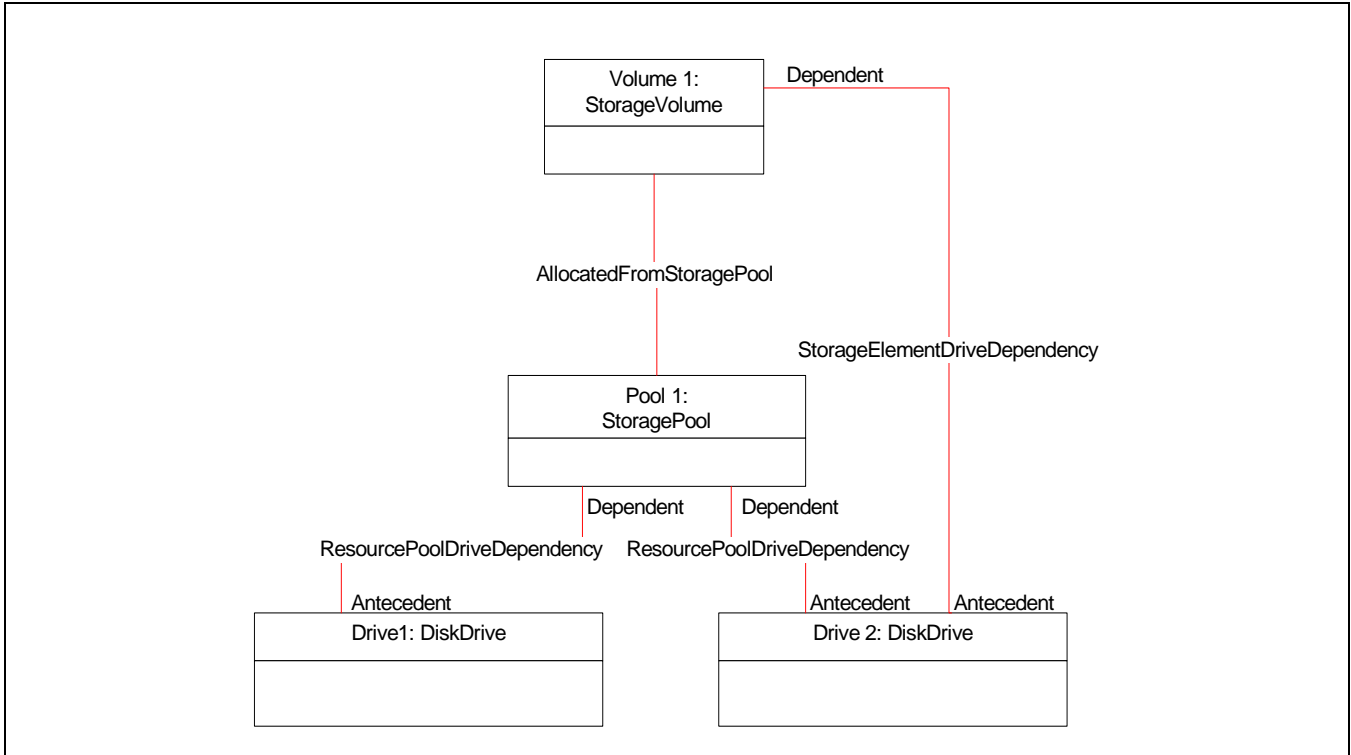 Volume 1:
StorageVolume
Dependent
AllocatedFromStoragePool
StorageElementDriveDependency
Pool 1:
StoragePool
Dependent
Dependent
ResourcePoolDriveDependency
ResourcePoolDriveDependency
Antecedent
Antecedent
Antecedent
Drive1: DiskDrive
Drive 2: DiskDrive